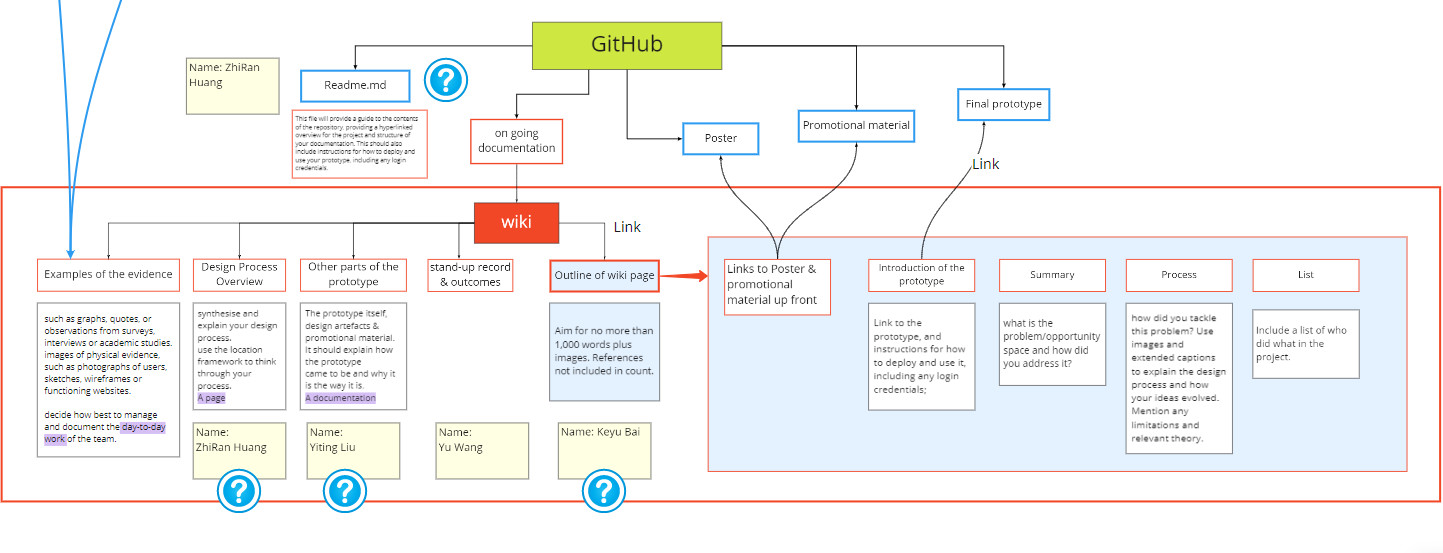 GitHub
Name: ZhiRan
Huang
Readme.md
?
This file will provide a guide to the contents
of the repository, providing a hyperlinked
overview for the project and structure of
your documentation. This should also
include instructions for how to deploy and
use your prototype, including any login
credentials.
on going
documentation
Poster
Promotional material
Final prototype
Link
wiki
Link
Examples of the evidence
Design Process
Overview
Other parts of the
prototype
stand-up record
& outcomes
Outline of wiki page
Links to Poster &
promotional
material up front
Introduction of the
prototype
Summary
Process
List
such as graphs, quotes, or
observations from surveys,
interviews or academic studies.
images of physical evidence,
such as photographs of users,
sketches, wireframes or
functioning websites.
decide how best to manage
and document the day-to-day
work of the team.
synthesise and
explain your design
process.
use the location
framework to think
through your
process.
A page
The prototype itself,
design artefacts &
promotional material.
It should explain how
the prototype
came to be and why it
is the way it is.
A documentation
Aim for no more than
1,000 words plus
images. References
not included in count.
Link to the
prototype, and
instructions for how
to deploy and use it,
including any login
credentials;
what is the
problem/opportunity
space and how did
you address it?
how did you tackle
this problem? Use
images and
extended captions
to explain the design
process and how
your ideas evolved.
Mention any
limitations and
relevant theory.
Include a list of who
did what in the
project.
Name:
ZhiRan Huang
?
Name:
Yiting Liu
?
Name:
Yu Wang
Name: Keyu Bai
?